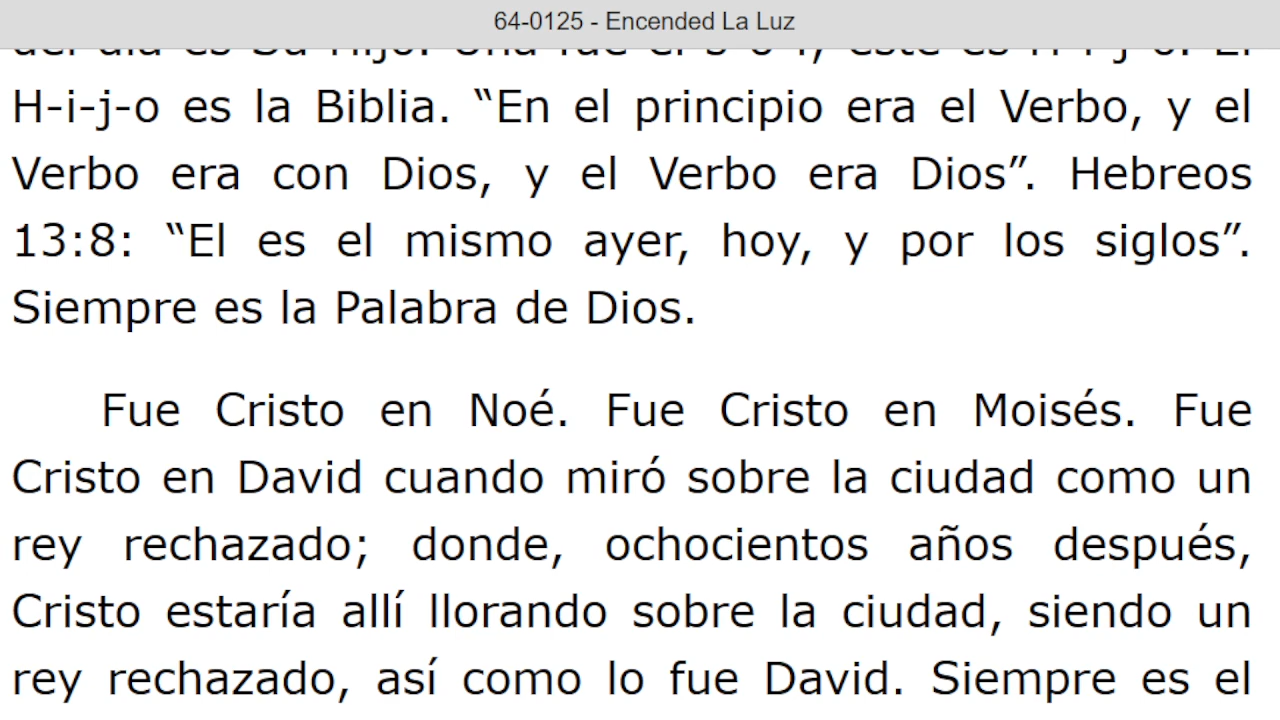 64-0125 - Encended La Luz
H-i-j-o es la Biblia. “En el principio era el Verbo, y el
Verbo era con Dios, y el Verbo era Dios”. Hebreos
13:8: “El es el mismo ayer, hoy, y por los siglos”.
Siempre es la Palabra de Dios.
Fue Cristo en Noé. Fue Cristo en Moisés. Fue
Cristo en David cuando miró sobre la ciudad como un
rey rechazado; donde, ochocientos años después,
Cristo estaría allí llorando sobre la ciudad, siendo un
rey rechazado, así como lo fue David. Siempre es el